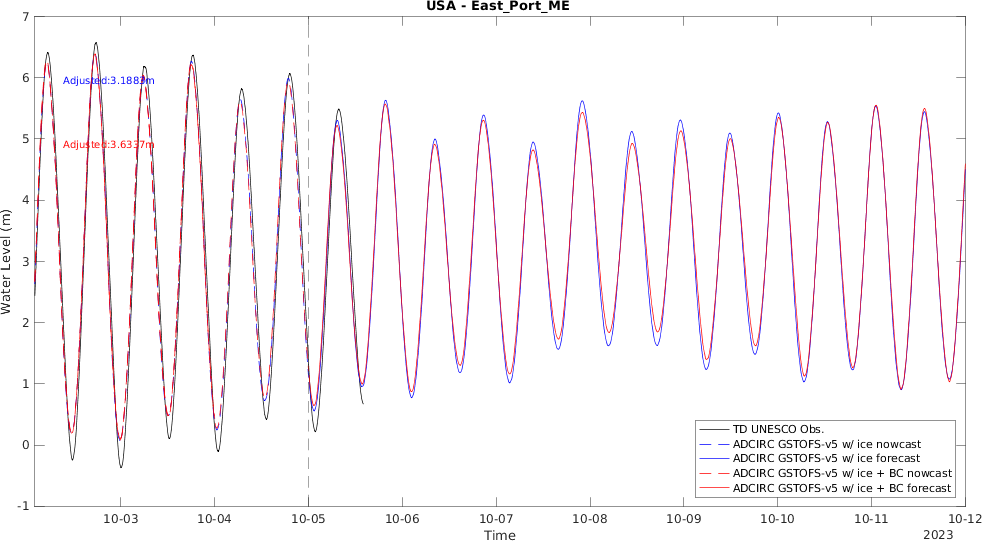 USA - East_Port_ME
7
6
5
4
3
2
1
0
-1
Water Level (m)
Adjusted:3.1883m
Adjusted:3.6337m
TD UNESCO Obs.
ADCIRC GSTOFS-v5 w/ ice nowcast
ADCIRC GSTOFS-v5 w/ ice forecast
ADCIRC GSTOFS-v5 w/ ice + BC nowcast
ADCIRC GSTOFS-v5 w/ ice + BC forecast
10-03 10-04 10-05 10-06 10-07 10-08 10-09 10-10 10-11 10-12
Time
2023